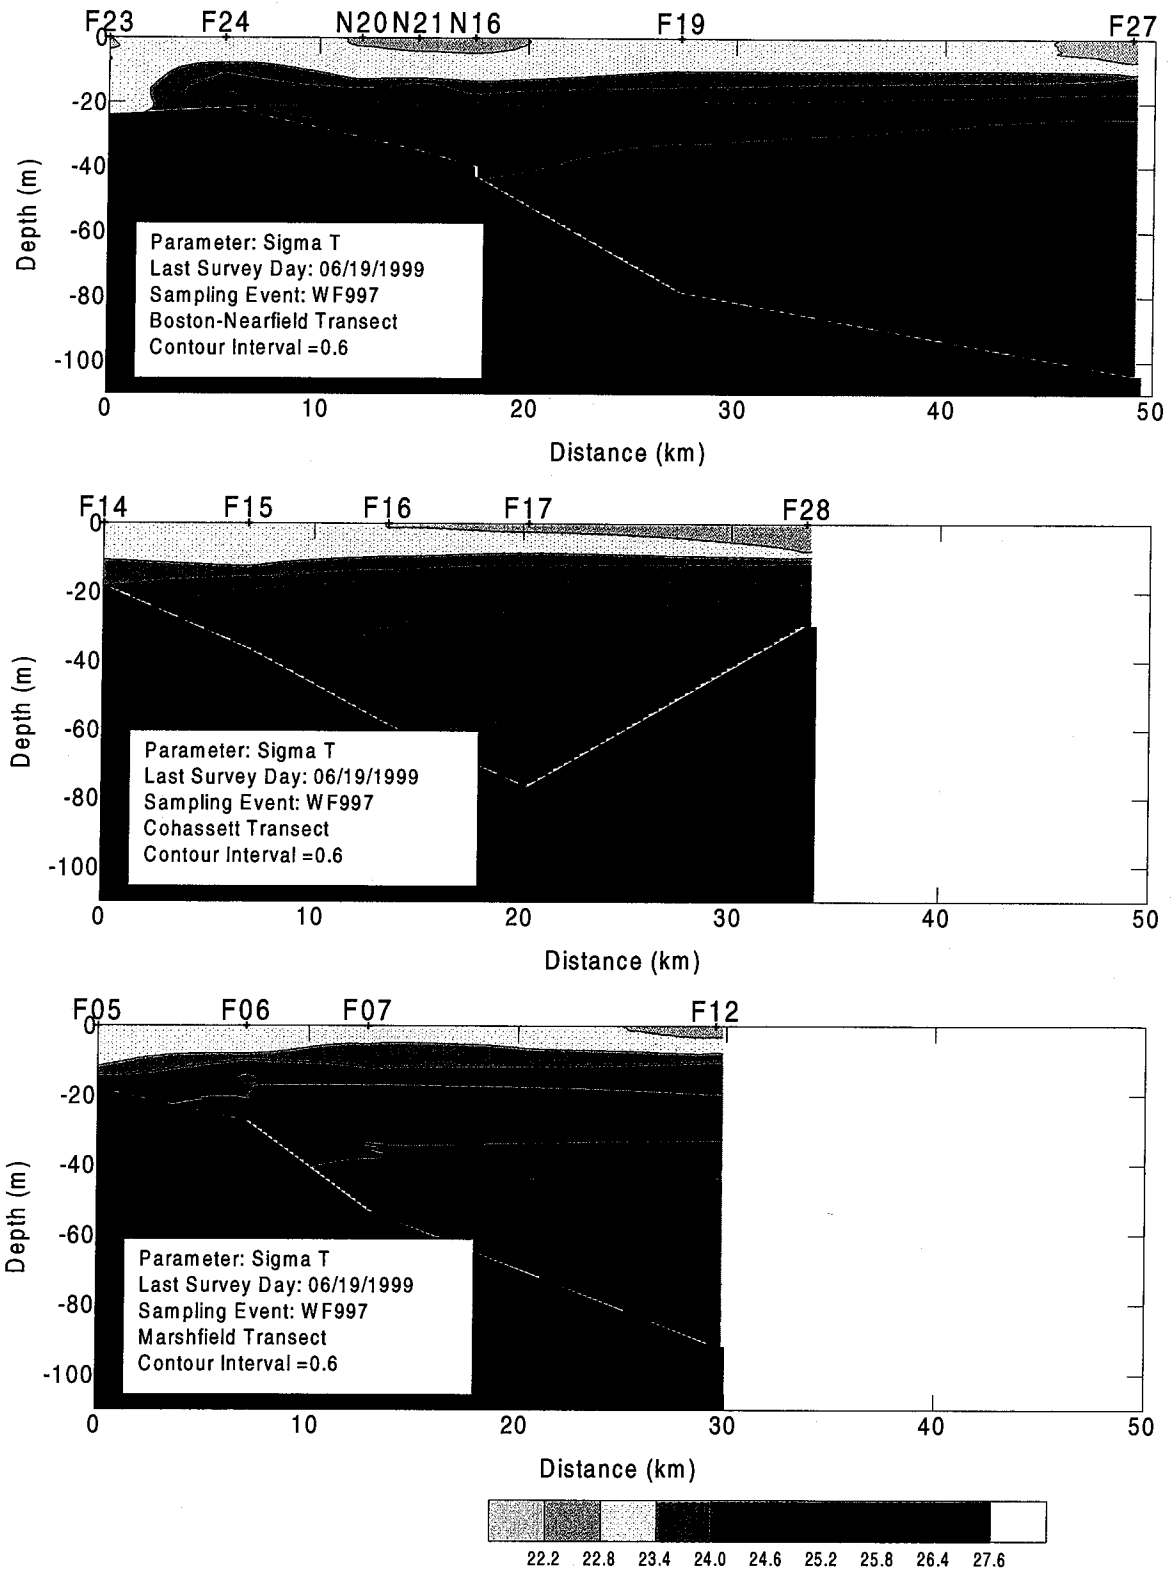 F23 F24 N20 N21 N16 F19 F27
0
-20
-40
-60
-80
-100
Depth (m)
Parameter: Sigma T
Last Survey Day: 06/19/1999
Sampling Event: WF997
Boston-Nearfield Transect
Contour Interval =0.6
0 10 20 30 40 50
Distance (km)
F14 F15 F16 F17 F28
0
-20
-40
-60
-80
-100
Depth (m)
Parameter: Sigma T
Last Survey Day: 06/19/1999
Sampling Event: WF997
Cohassett Transect
Contour Interval =0.6
0 10 20 30 40 50
Distance (km)
F05 F06 F07 F12
0
-20
-40
-60
-80
-100
Depth (m)
Parameter: Sigma T
Last Survey Day: 06/19/1999
Sampling Event: WF997
Marshfield Transect
Contour Interval =0.6
0 10 20 30 40 50
Distance (km)
22.2 22.8 23.4 24.0 24.6 25.2 25.8 26.4 27.6